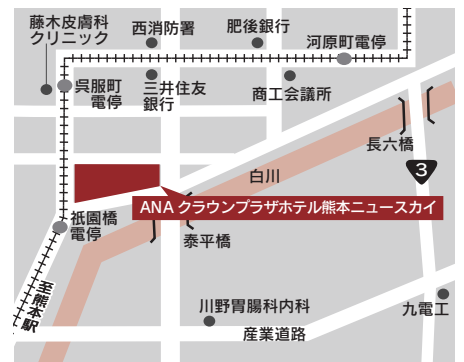 藤木皮膚科
クリニック
西消防署
肥後銀行
河原町電停
呉服町
電停
三井住友
銀行
商工会議所
長六橋
白川
3
ANAクラウンプラザホテル熊本ニュースカイ
祇園橋
電停
泰平橋
至熊本駅
川野胃腸科内科
九電工
産業道路